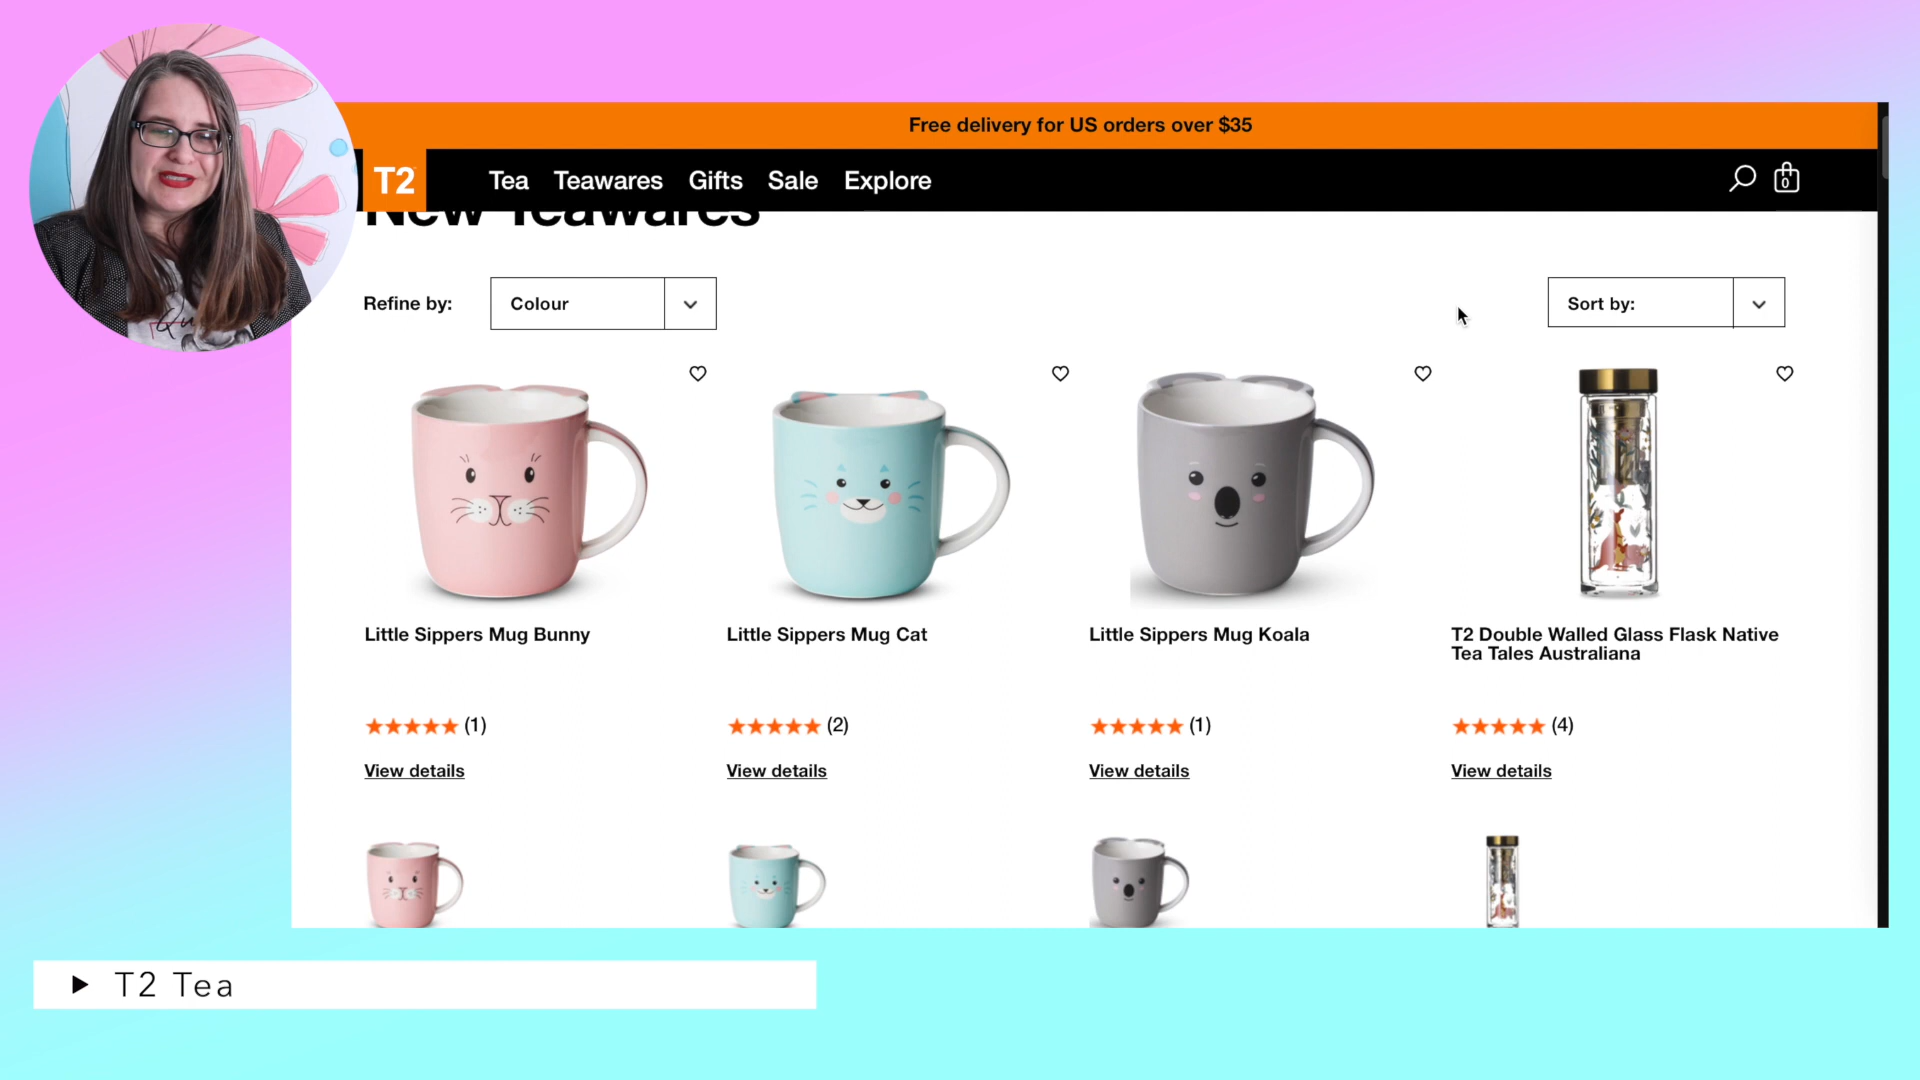 Free delivery for US orders over $35
T2 Tea Teawares Gifts Sale Explore
0
New Teawares
Refine by: Colour Sort by:
Little Sippers Mug Bunny
Little Sippers Mug Cat
Little Sippers Mug Koala
T2 Double Walled Glass Flask Native
Tea Tales Australiana
(1) (2) (1) (4)
View details View details View details View details
T2 Tea